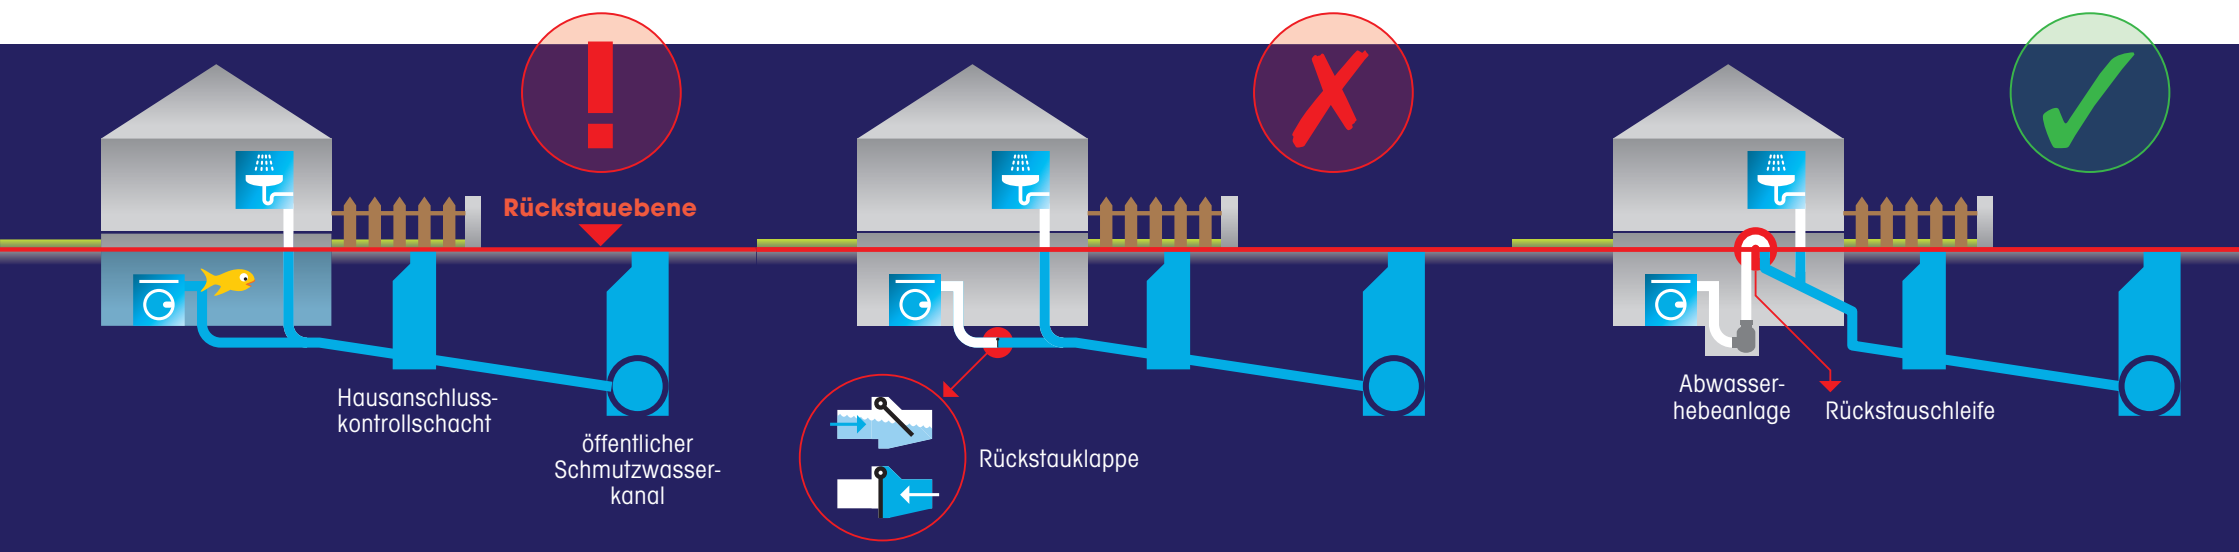 Rückstauebene
Hausanschluss-
kontrollschacht
öffentlicher
Schmutzwasser-
kanal
Rückstauklappe
Abwasser-
hebeanlage
Rückstauschleife